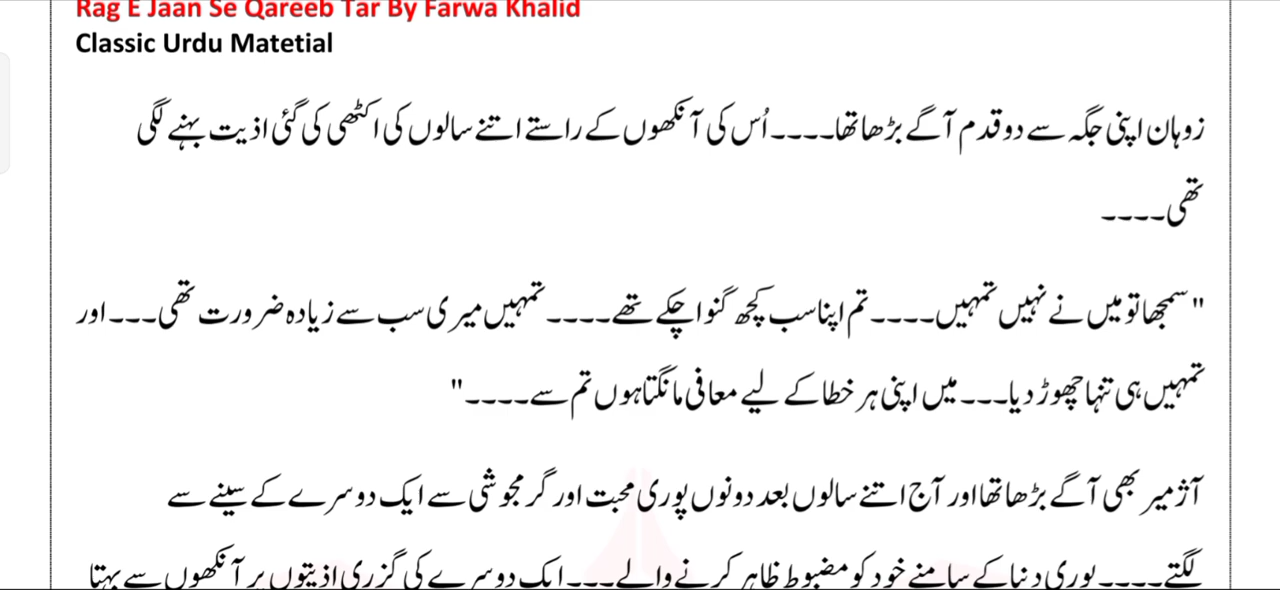 Rag E Jaan Se Qareeb Tar By Farwa Khalid
Classic Urdu Matetial
زوہان اپنی جگہ سے دو قدم آگے بڑھا تھا۔۔۔۔ اُس کی آنکھوں کے راستے اتنے سالوں کی اکٹھی کی گئی اذیت بہنے لگی
تھی۔۔۔۔
"سمجھا تو میں نے نہیں تمہیں۔۔۔۔ تم اپنا سب کچھ گنوا چکے تھے۔۔۔۔ تمہیں میری سب سے زیادہ ضرورت تھی۔۔۔ اور
تمہیں ہی تنہا چھوڑ دیا۔۔۔ میں اپنی ہر خطا کے لیے معافی مانگتا ہوں تم سے۔۔۔۔"
آژمیر بھی آگے بڑھا تھا اور آج اتنے سالوں بعد دونوں پوری محبت اور گرمجوشی سے ایک دوسرے کے سینے سے
لگتے۔۔۔۔ پوری دنیا کے سامنے خود کو مضبوط ظاہر کرنے والے۔۔۔ ایک دوسرے کی گزری اذیتوں پر آنکھوں سے بہتا